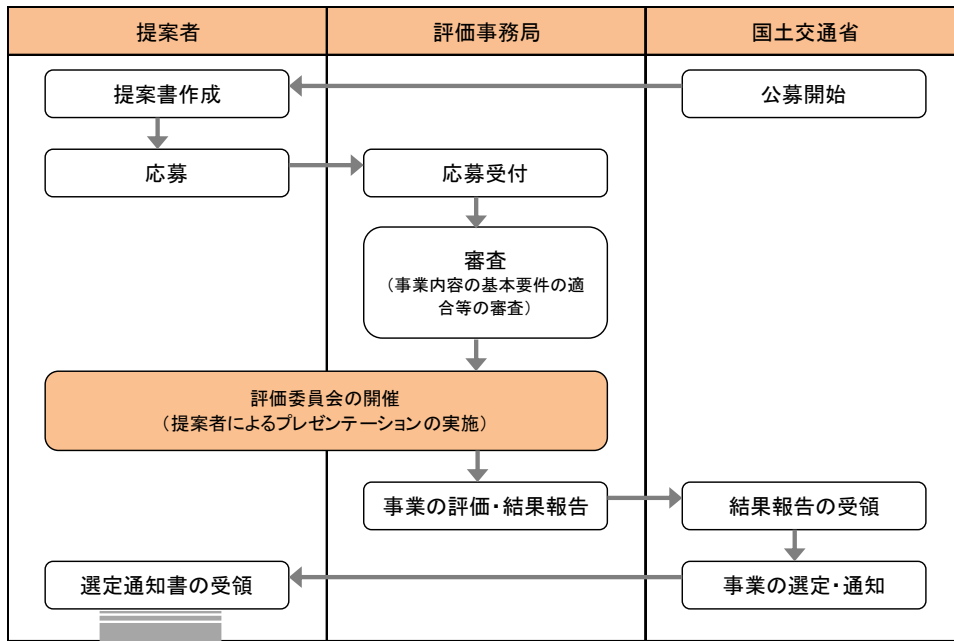 提案者
評価事務局
国土交通省
提案書作成
公募開始
応募
応募受付
審査
（事業内容の基本要件の適
合等の審査）
評価委員会の開催
（提案者によるプレゼンテーションの実施）
事業の評価・結果報告
結果報告の受領
選定通知書の受領
事業の選定・通知